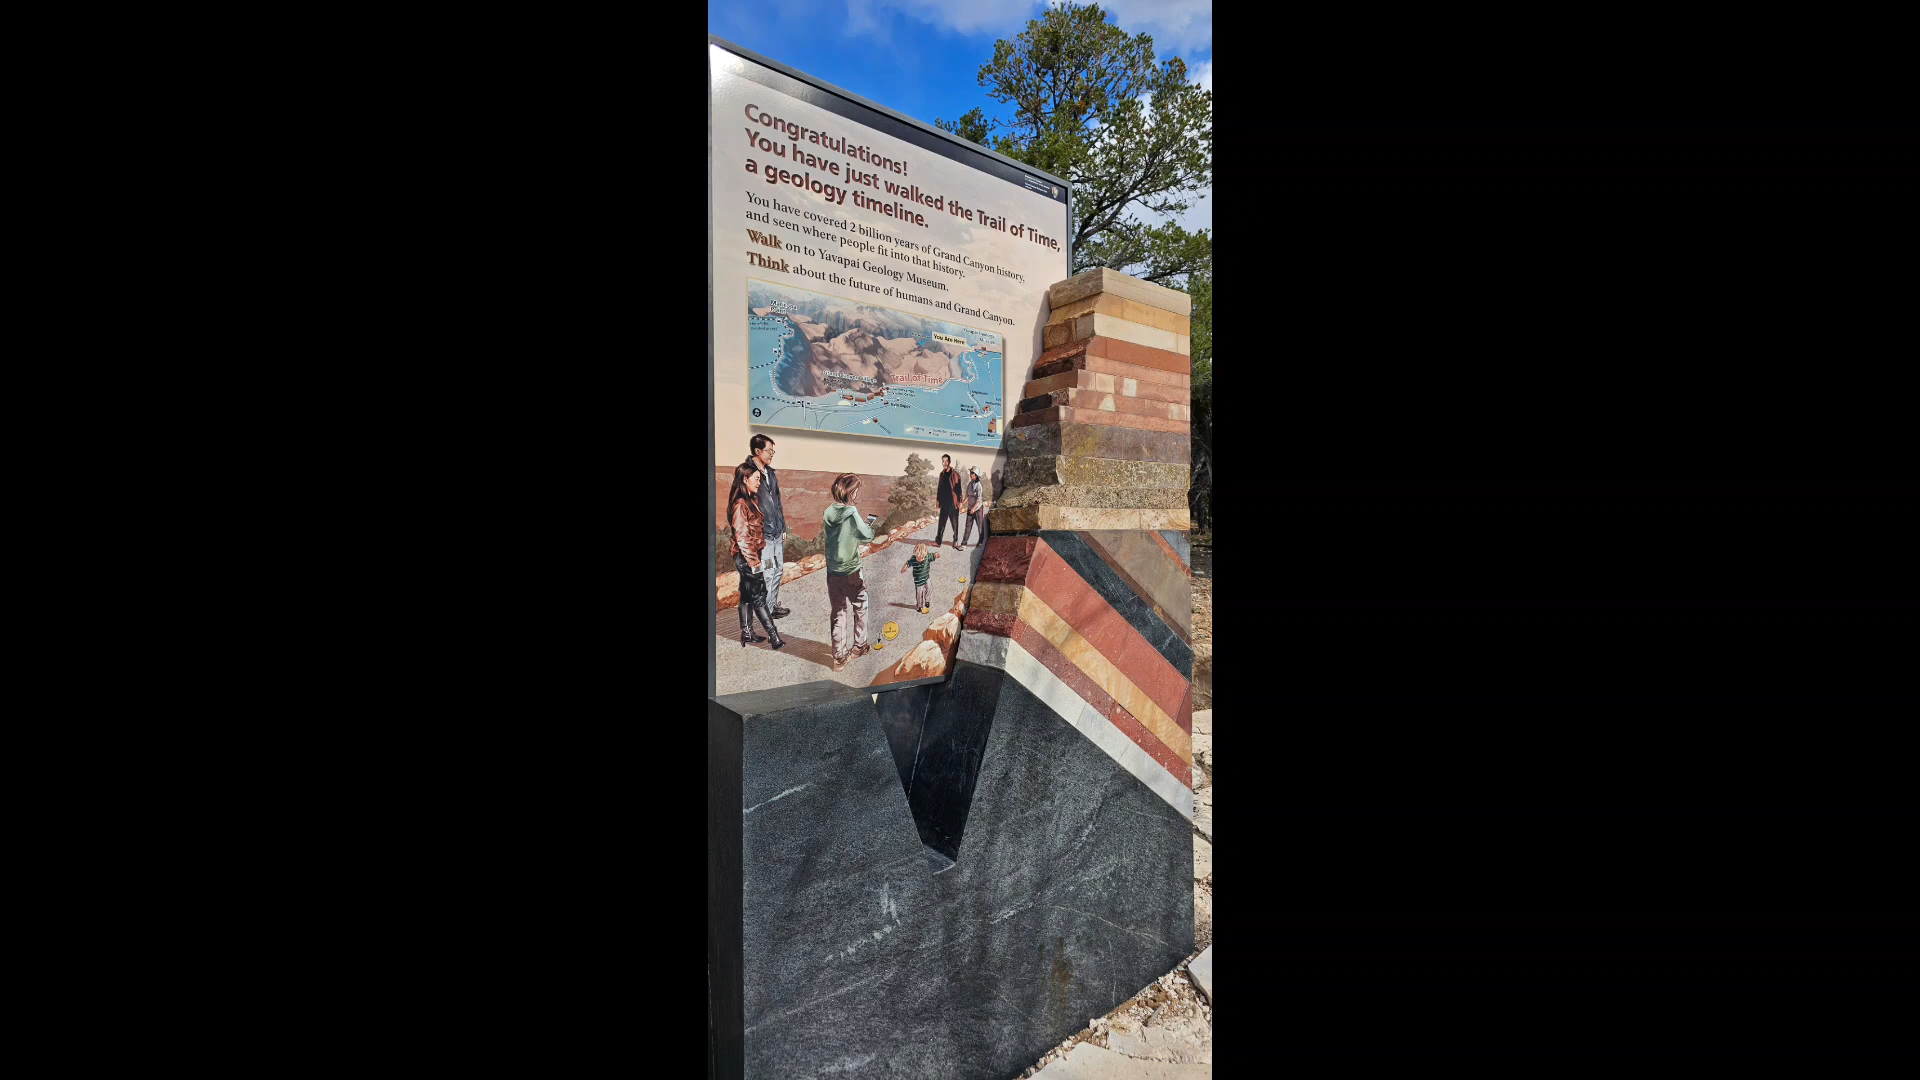 Congratulations!
You have just walked the Trail of Time,
a geology timeline.
You have covered 2 billion years of Grand Canyon history,
and seen where people fit into that history.
Walk on to Yavapai Geology Museum.
Think about the future of humans and Grand Canyon.
You Are Here
Trail of Time